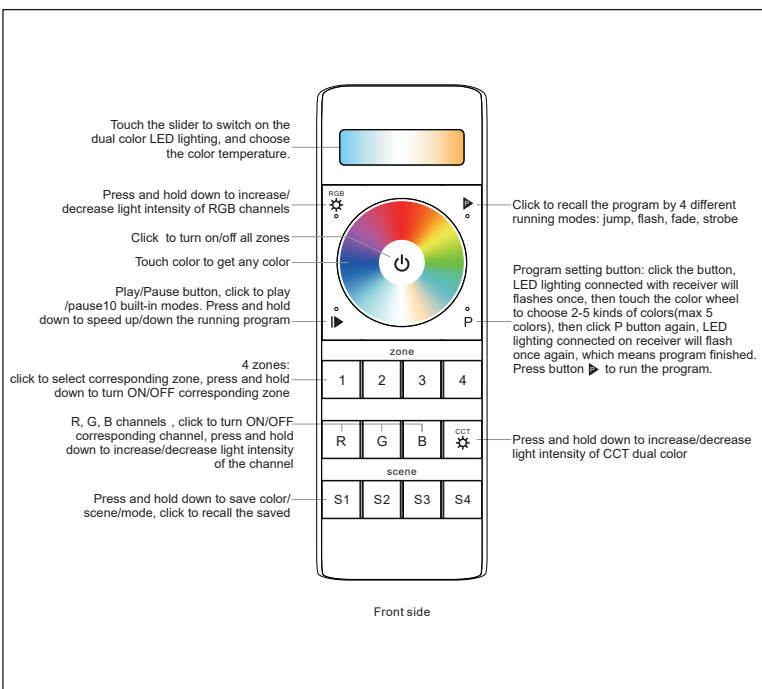 Touch the slider to switch on the
dual color LED lighting, and choose
the color temperature.
Press and hold down to increase/
decrease light intensity of RGB channels
Click to turn on/off all zones
Touch color to get any color
Play/Pause button, click to play
/pause10 built-in modes. Press and hold
down to speed up/down the running program
4 zones:
click to select corresponding zone, press and hold
down to turn ON/OFF corresponding zone
R, G, B channels , click to turn ON/OFF
corresponding channel, press and hold
down to increase/decrease light intensity
of the channel
Press and hold down to save color/
scene/mode, click to recall the saved
RGB
P
P
zone
1 2 3 4
R G B CCT
scene
S1 S2 S3 S4
Click to recall the program by 4 different
running modes: jump, flash, fade, strobe
Program setting button: click the button,
LED lighting connected with receiver will
flashes once, then touch the color wheel
to choose 2-5 kinds of colors(max 5
colors), then click P button again, LED
lighting connected on receiver will flash
once again, which means program finished.
Press button P to run the program.
Press and hold down to increase/decrease
light intensity of CCT dual color
Front side